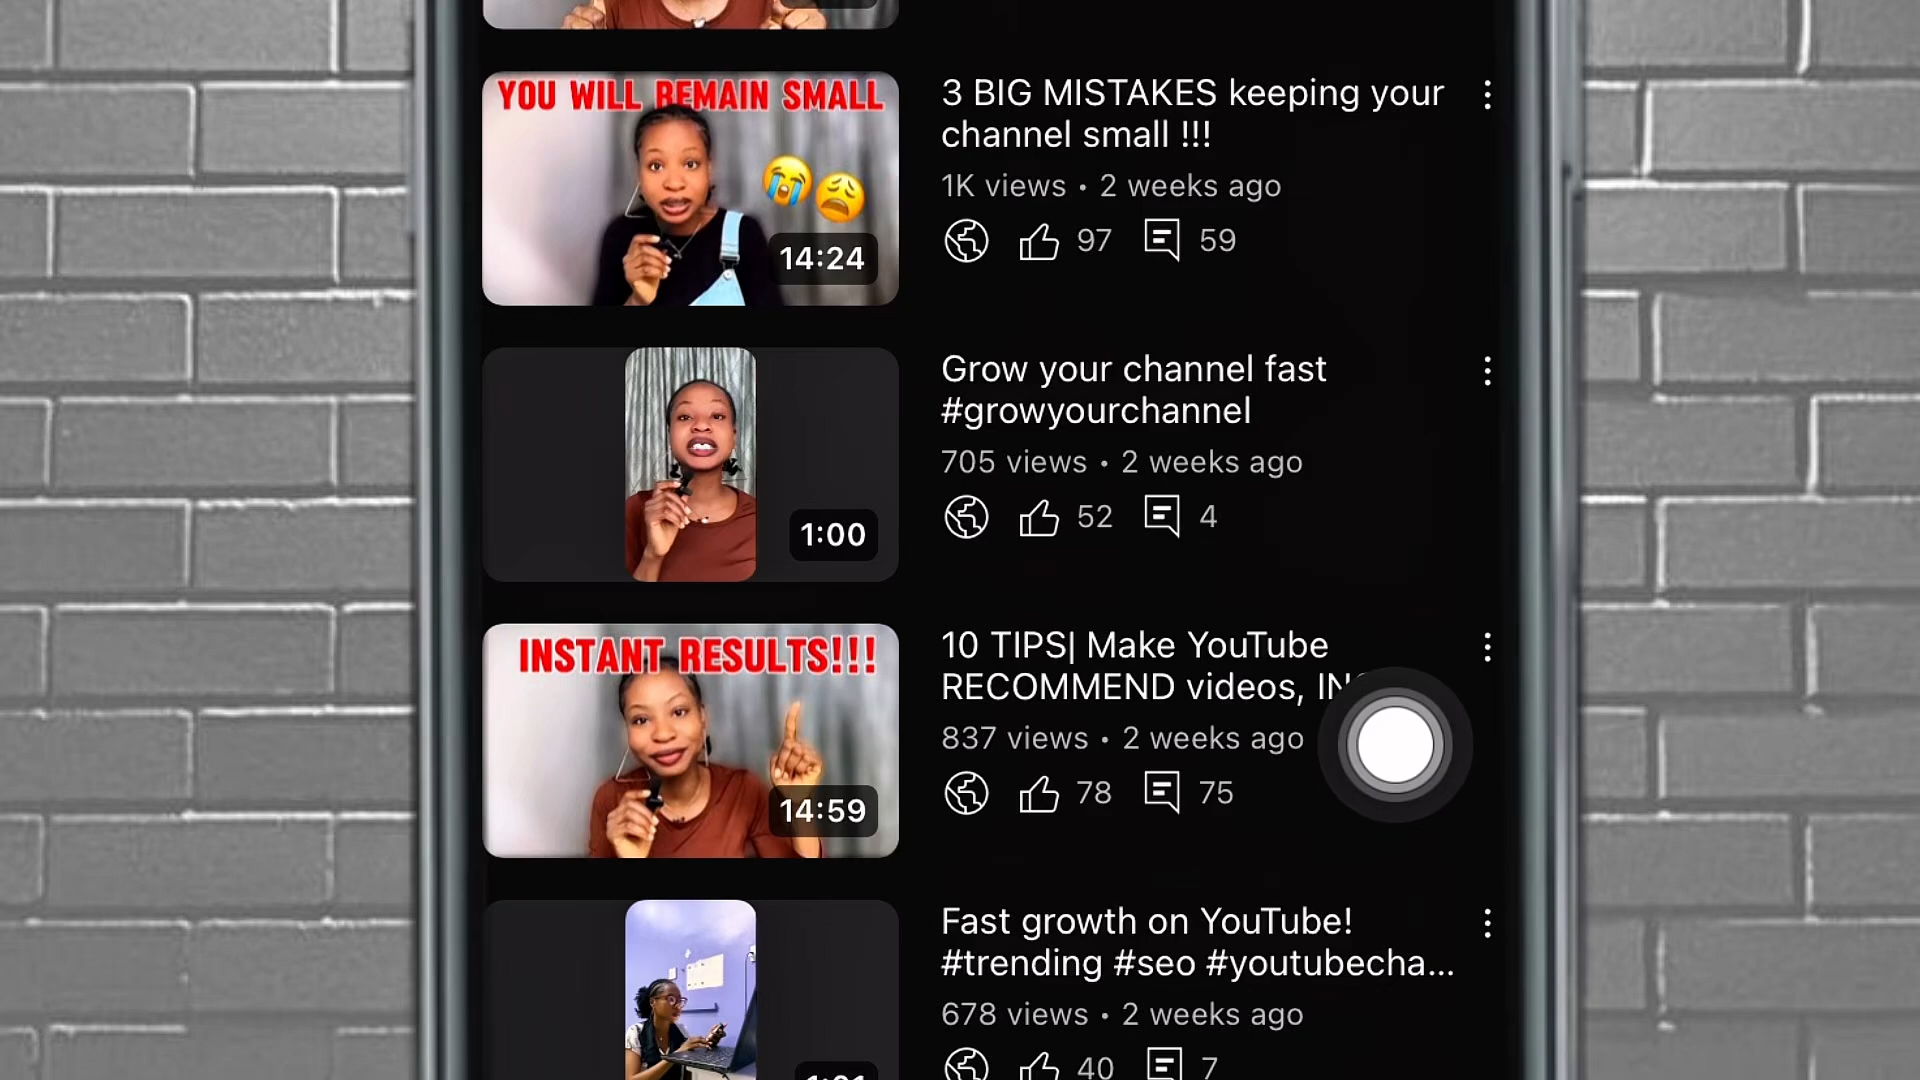 YOU WILL REMAIN SMALL
14:24
3 BIG MISTAKES keeping your
channel small !!!
1K views • 2 weeks ago
97 59
1:00
Grow your channel fast
#growyourchannel
705 views • 2 weeks ago
52 4
INSTANT RESULTS!!!
14:59
10 TIPS| Make YouTube
RECOMMEND videos,
837 views • 2 weeks ago
78 75
Fast growth on YouTube!
#trending #seo #youtubecha...
678 views • 2 weeks ago
40 7